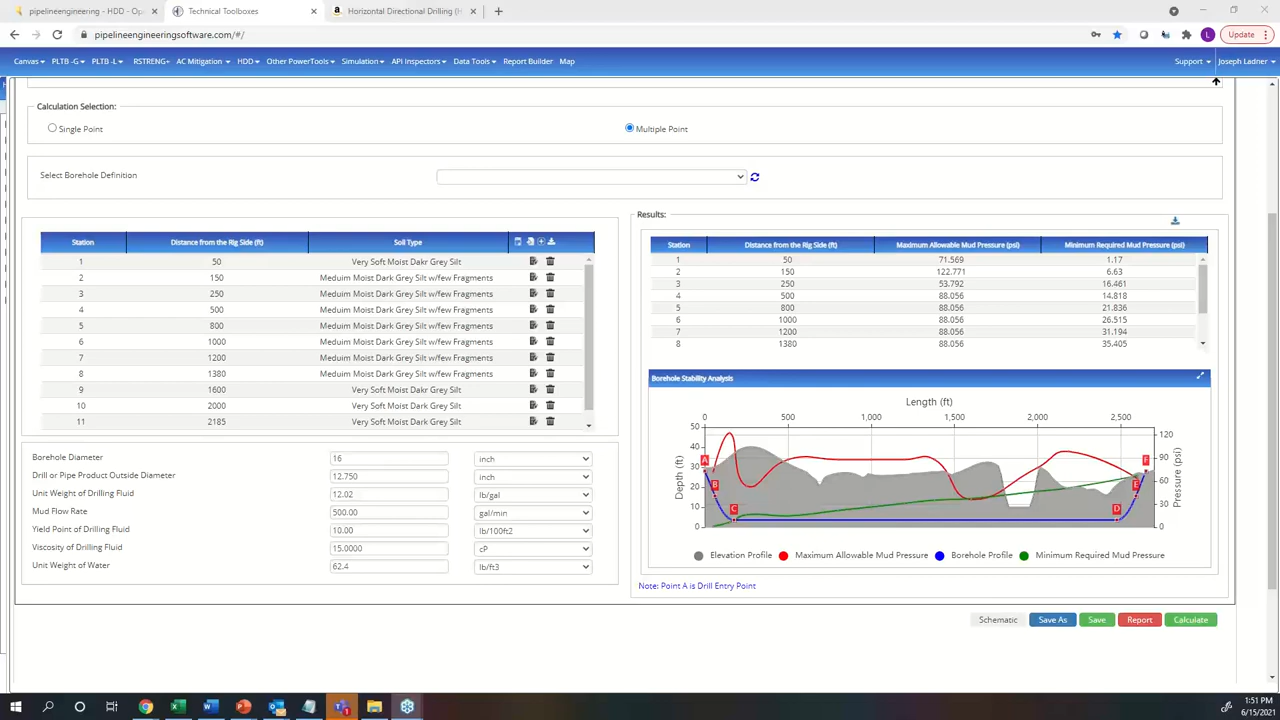 pipelineengineering - HDD - Op
Technical Toolboxes
Horizontal Directional Drilling (H
pipelineengineeringsoftware.com/#/
L
Update
Canvas PLTB -G PLTB -L RSTRENG+ AC Mitigation HDD Other PowerTools Simulation API Inspectors Data Tools Report Builder Map Support Joseph Ladner
Calculation Selection:
Single Point Multiple Point
Select Borehole Definition
Station Distance from the Rig Side (ft) Soil Type
1 50 Very Soft Moist Dakr Grey Silt
2 150 Meduim Moist Dark Grey Silt w/few Fragments
3 250 Meduim Moist Dark Grey Silt w/few Fragments
4 500 Meduim Moist Dark Grey Silt w/few Fragments
5 800 Meduim Moist Dark Grey Silt w/few Fragments
6 1000 Meduim Moist Dark Grey Silt w/few Fragments
7 1200 Meduim Moist Dark Grey Silt w/few Fragments
8 1380 Meduim Moist Dark Grey Silt w/few Fragments
9 1600 Very Soft Moist Dakr Grey Silt
10 2000 Very Soft Moist Dakr Grey Silt
11 2185 Very Soft Moist Dakr Grey Silt
Borehole Diameter 16 inch
Drill or Pipe Product Outside Diameter 12.750 inch
Unit Weight of Drilling Fluid 12.02 lb/gal
Mud Flow Rate 500.00 gal/min
Yield Point of Drilling Fluid 10.00 lb/100ft2
Viscosity of Drilling Fluid 15.0000 cP
Unit Weight of Water 62.4 lb/ft3
Results:
Station Distance from the Rig Side (ft) Maximum Allowable Mud Pressure (psi) Minimum Required Mud Pressure (psi)
1 50 71.569 1.17
2 150 122.771 6.63
3 250 53.792 16.461
4 500 88.056 14.818
5 800 88.056 21.836
6 1000 88.056 26.515
7 1200 88.056 31.194
8 1380 88.056 35.405
Borehole Stability Analysis
Length (ft)
0 500 1,000 1,500 2,000 2,500
50
40
30
20
10
0
Depth (ft)
A
B
C
D
E
F
120
90
60
30
0
Pressure (psi)
Elevation Profile Maximum Allowable Mud Pressure Borehole Profile Minimum Required Mud Pressure
Note: Point A is Drill Entry Point
Schematic Save As Save Report Calculate
1:51 PM
6/15/2021